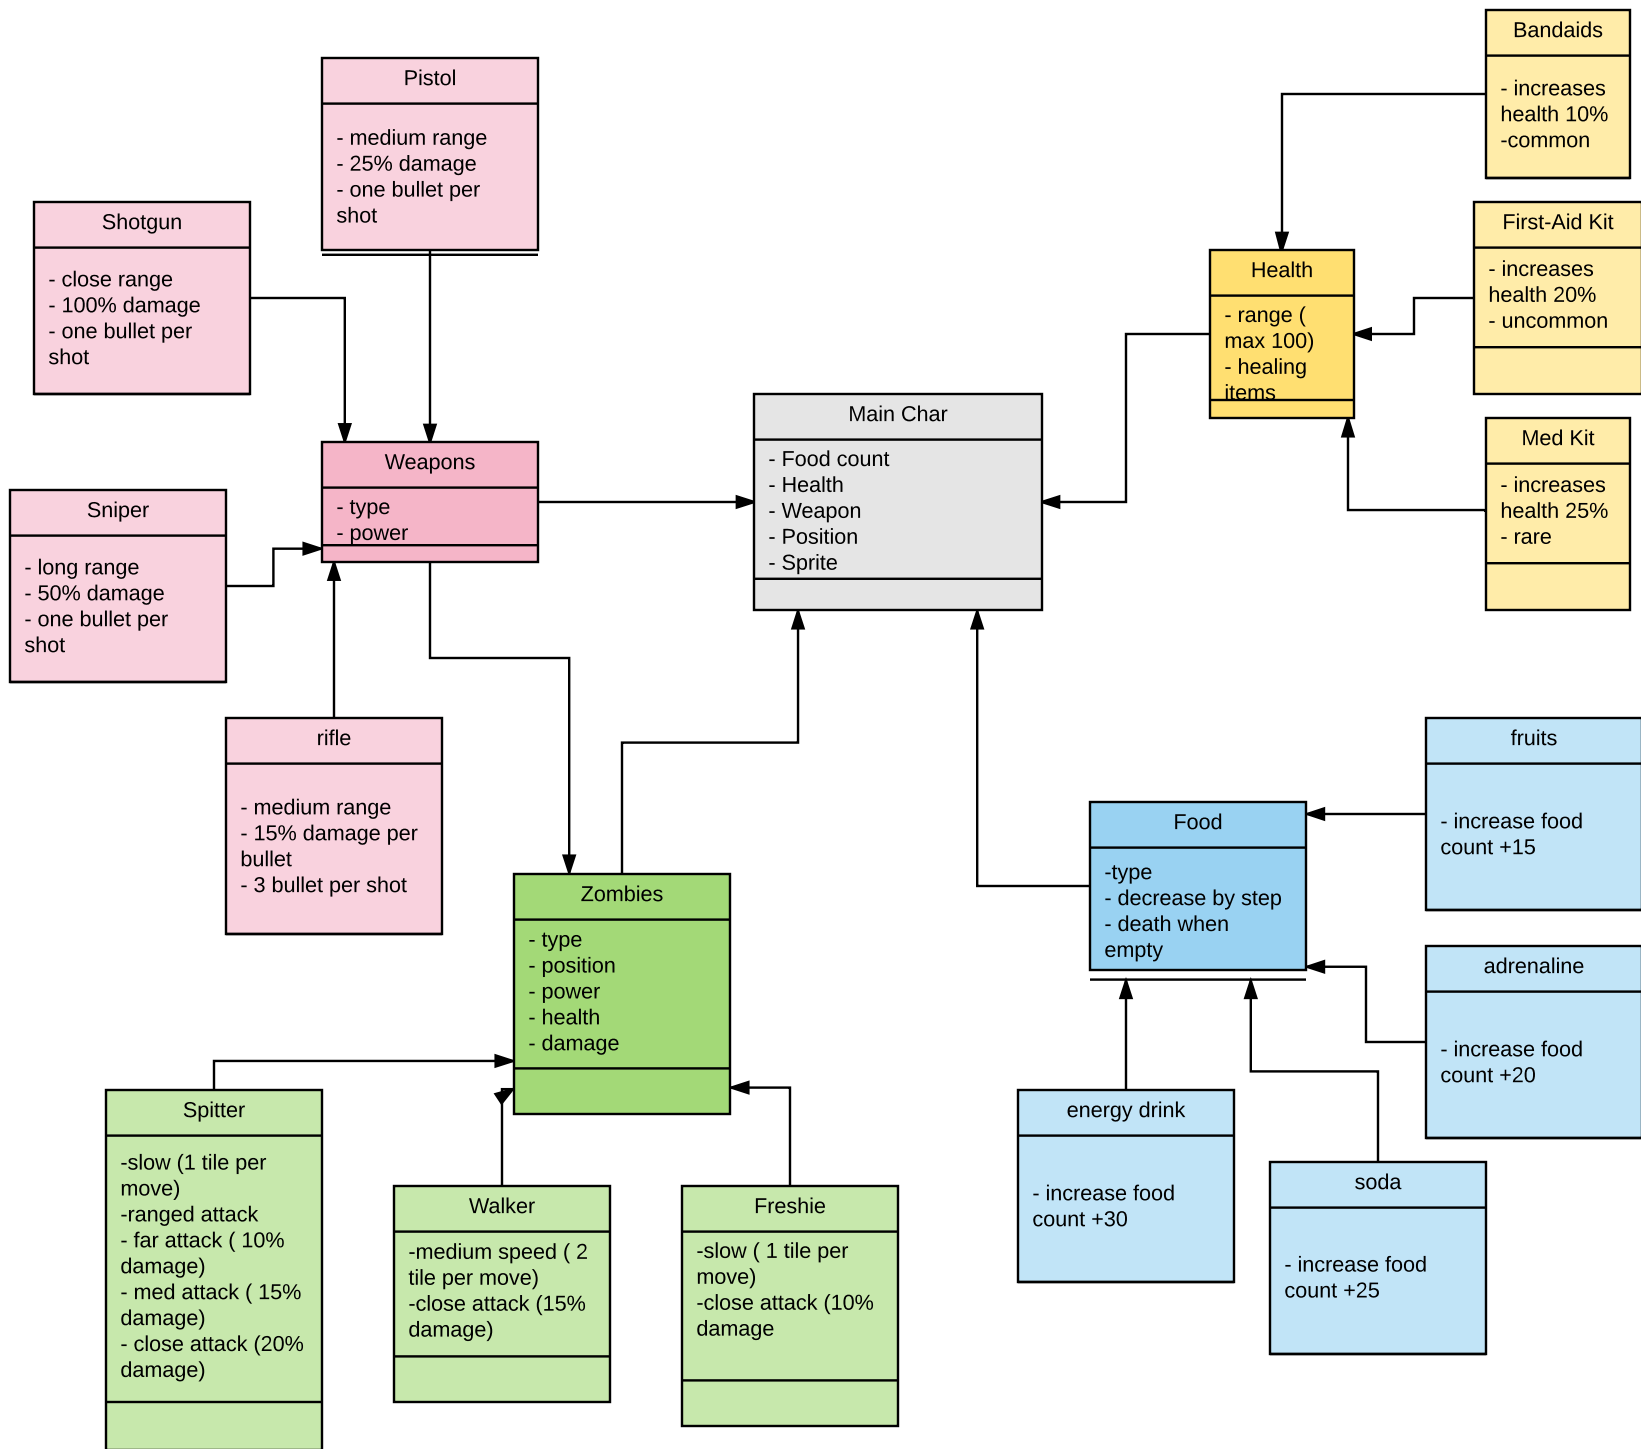 Bandaids
- increases
health 10%
-common
Pistol
- medium range
- 25% damage
- one bullet per
shot
Shotgun
- close range
- 100% damage
- one bullet per
shot
First-Aid Kit
- increases
health 20%
- uncommon
Health
- range (
max 100)
- healing
items
Main Char
- Food count
- Health
- Weapon
- Position
- Sprite
Med Kit
- increases
health 25%
- rare
Weapons
- type
- power
Sniper
- long range
- 50% damage
- one bullet per
shot
rifle
- medium range
- 15% damage per
bullet
- 3 bullet per shot
fruits
- increase food
count +15
Food
-type
- decrease by step
- death when
empty
Zombies
- type
- position
- power
- health
- damage
adrenaline
- increase food
count +20
Spitter
-slow (1 tile per
move)
-ranged attack
- far attack ( 10%
damage)
- med attack ( 15%
damage)
- close attack (20%
damage)
Walker
-medium speed ( 2
tile per move)
-close attack (15%
damage)
Freshie
-slow ( 1 tile per
move)
-close attack (10%
damage
energy drink
- increase food
count +30
soda
- increase food
count +25